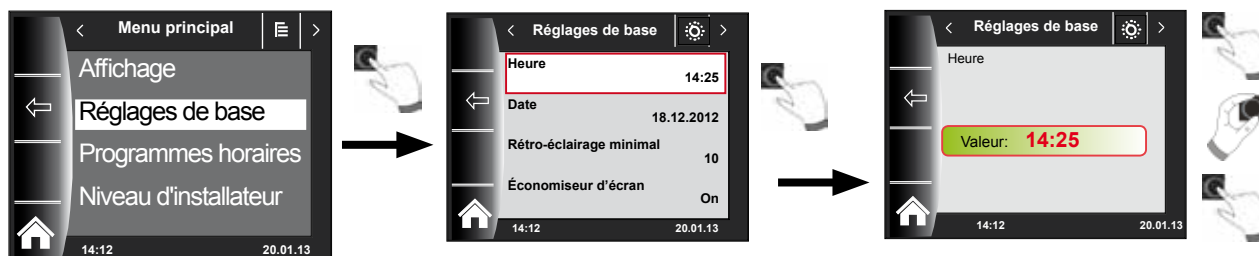 Menu principal
Affichage
Réglages de base
Programmes horaires
Niveau d'installateur
14:12 20.01.13
Réglages de base
Heure
14:25
Date
18.12.2012
Rétro-éclairage minimal
10
Économiseur d'écran
On
14:12 20.01.13
Réglages de base
Heure
Valeur: 14:25
14:12 20.01.13